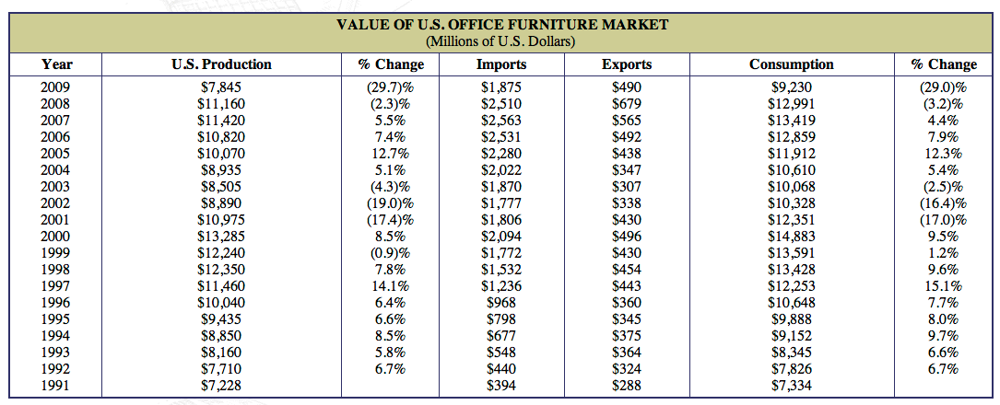 VALUE OF U.S. OFFICE FURNITURE MARKET
(Millions of U.S. Dollars)
Year U.S. Production % Change Imports Exports Consumption % Change
2009 $7,845 (29.7)% $1,875 $490 $9,230 (29.0)%
2008 $11,160 (2.3)% $2,510 $679 $12,991 (3.2)%
2007 $11,420 5.5% $2,563 $565 $13,419 4.4%
2006 $10,820 7.4% $2,531 $492 $12,859 7.9%
2005 $10,070 12.7% $2,280 $438 $11,912 12.3%
2004 $8,935 5.1% $2,022 $347 $10,610 5.4%
2003 $8,505 (4.3)% $1,870 $307 $10,068 (2.5)%
2002 $8,890 (19.0)% $1,777 $338 $10,328 (16.4)%
2001 $10,975 (17.4)% $1,806 $430 $12,351 (17.0)%
2000 $13,285 8.5% $2,094 $496 $14,883 9.5%
1999 $12,240 (0.9)% $1,772 $430 $13,591 1.2%
1998 $12,350 7.8% $1,532 $454 $13,428 9.6%
1997 $11,460 14.1% $1,236 $443 $12,253 15.1%
1996 $10,040 6.4% $968 $360 $10,648 7.7%
1995 $9,435 6.6% $798 $345 $9,888 8.0%
1994 $8,850 8.5% $677 $375 $9,152 9.7%
1993 $8,160 5.8% $548 $364 $8,345 6.6%
1992 $7,710 6.7% $440 $324 $7,826 6.7%
1991 $7,228 $394 $288 $7,334